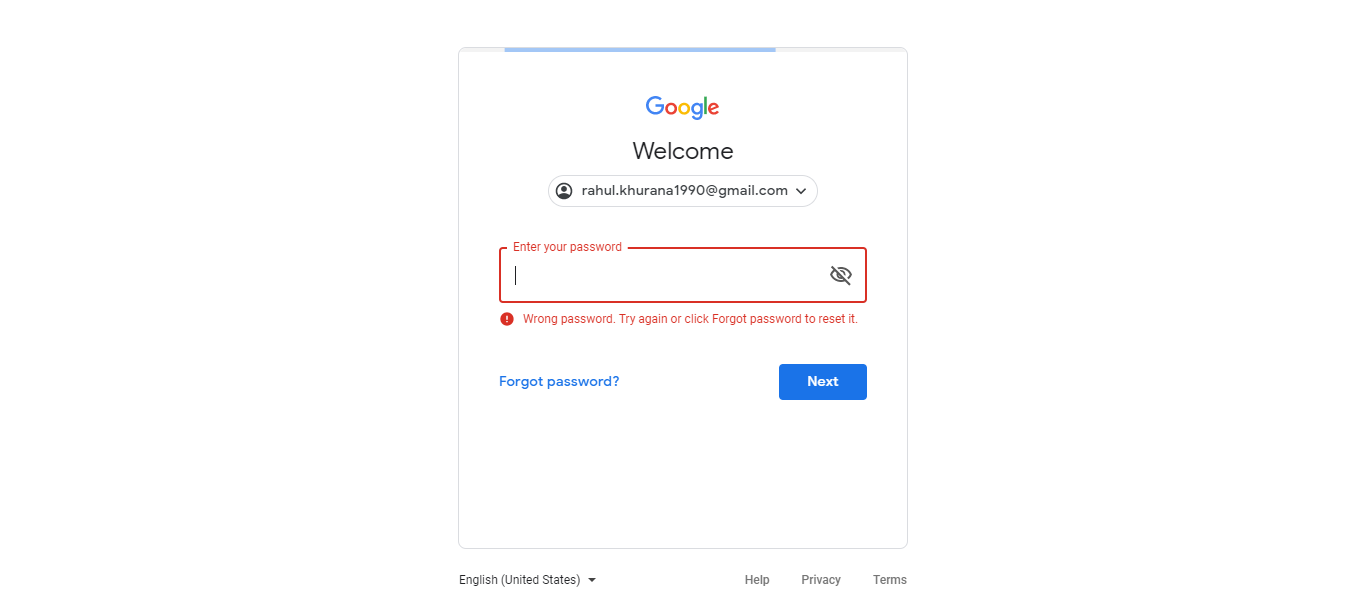 Google
Welcome
rahul.khurana1990@gmail.com
Enter your password
Wrong password. Try again or click Forgot password to reset it.
Forgot password?
Next
English (United States)
Help
Privacy
Terms